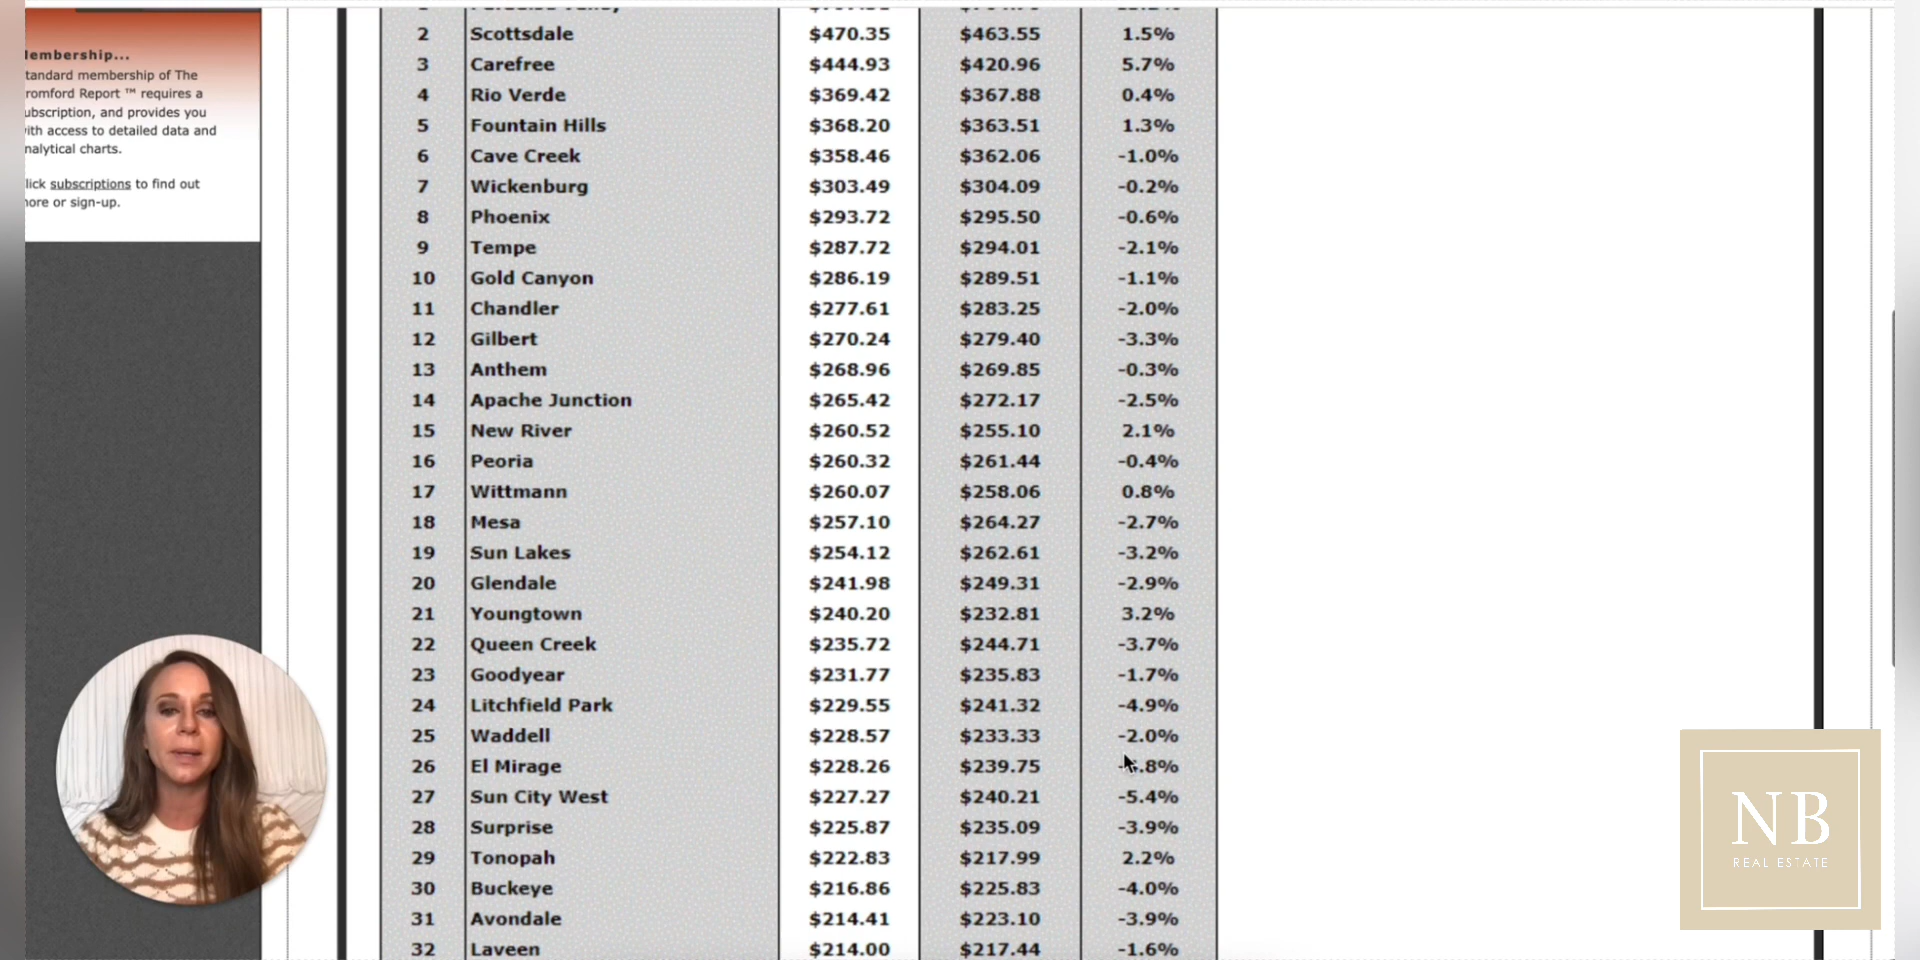 embership...
tandard membership of The
romford Report ™ requires a
ubscription, and provides you
ith access to detailed data and
nalytical charts.
lick subscriptions to find out
ore or sign-up.
2 Scottsdale $470.35 $463.55 1.5%
3 Carefree $444.93 $420.96 5.7%
4 Rio Verde $369.42 $367.88 0.4%
5 Fountain Hills $368.20 $363.51 1.3%
6 Cave Creek $358.46 $362.06 -1.0%
7 Wickenburg $303.49 $304.09 -0.2%
8 Phoenix $293.72 $295.50 -0.6%
9 Tempe $287.72 $294.01 -2.1%
10 Gold Canyon $286.19 $289.51 -1.1%
11 Chandler $277.61 $283.25 -2.0%
12 Gilbert $270.24 $279.40 -3.3%
13 Anthem $268.96 $269.85 -0.3%
14 Apache Junction $265.42 $272.17 -2.5%
15 New River $260.52 $255.10 2.1%
16 Peoria $260.32 $261.44 -0.4%
17 Wittmann $260.07 $258.06 0.8%
18 Mesa $257.10 $264.27 -2.7%
19 Sun Lakes $254.12 $262.61 -3.2%
20 Glendale $241.98 $249.31 -2.9%
21 Youngtown $240.20 $232.81 3.2%
22 Queen Creek $235.72 $244.71 -3.7%
23 Goodyear $231.77 $235.83 -1.7%
24 Litchfield Park $229.55 $241.32 -4.9%
25 Waddell $228.57 $233.33 -2.0%
26 El Mirage $228.26 $239.75
27 Sun City West $227.27 $240.21 -5.4%
28 Surprise $225.87 $235.09 -3.9%
29 Tonopah $222.83 $217.99 2.2%
30 Buckeye $216.86 $225.83 -4.0%
31 Avondale $214.41 $223.10 -3.9%
32 Laveen $214.00 $217.44 -1.6%
NB
REAL ESTATE